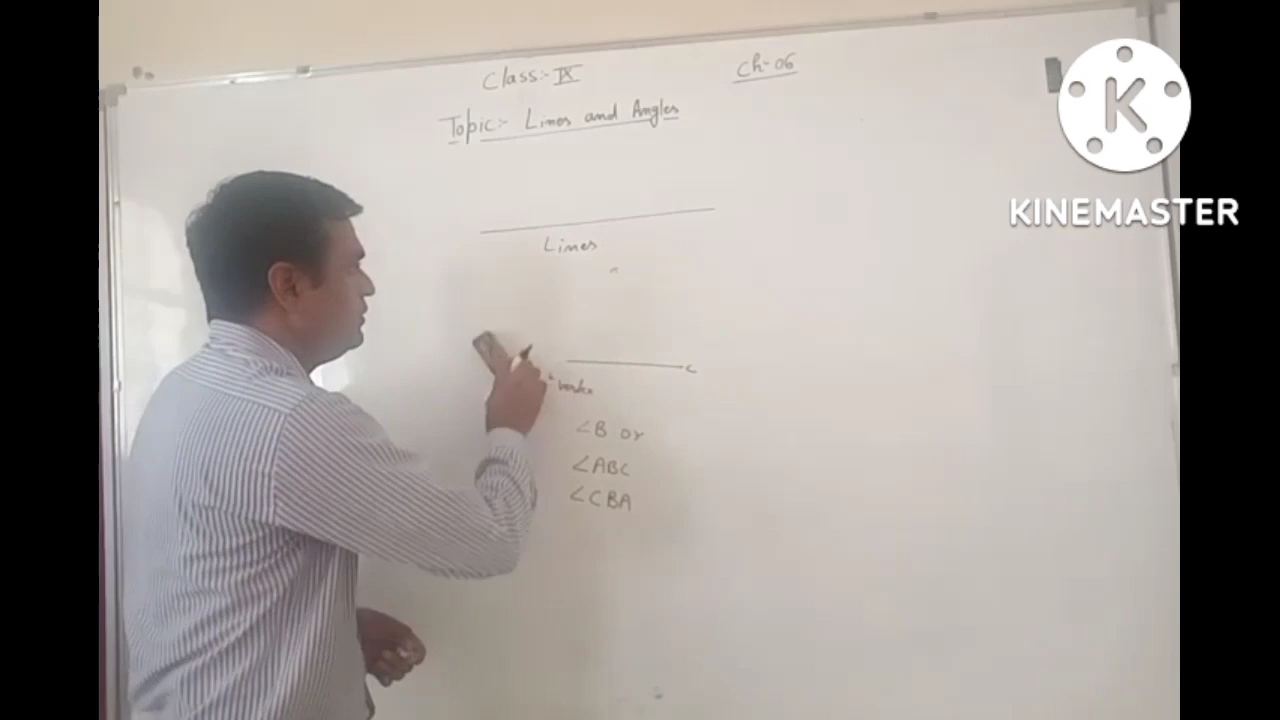 Class:- IX
Ch-06
Topic:- Lines and Angles
Lines
C
vertex
∠B or
∠ABC
∠CBA
K
KINEMASTER